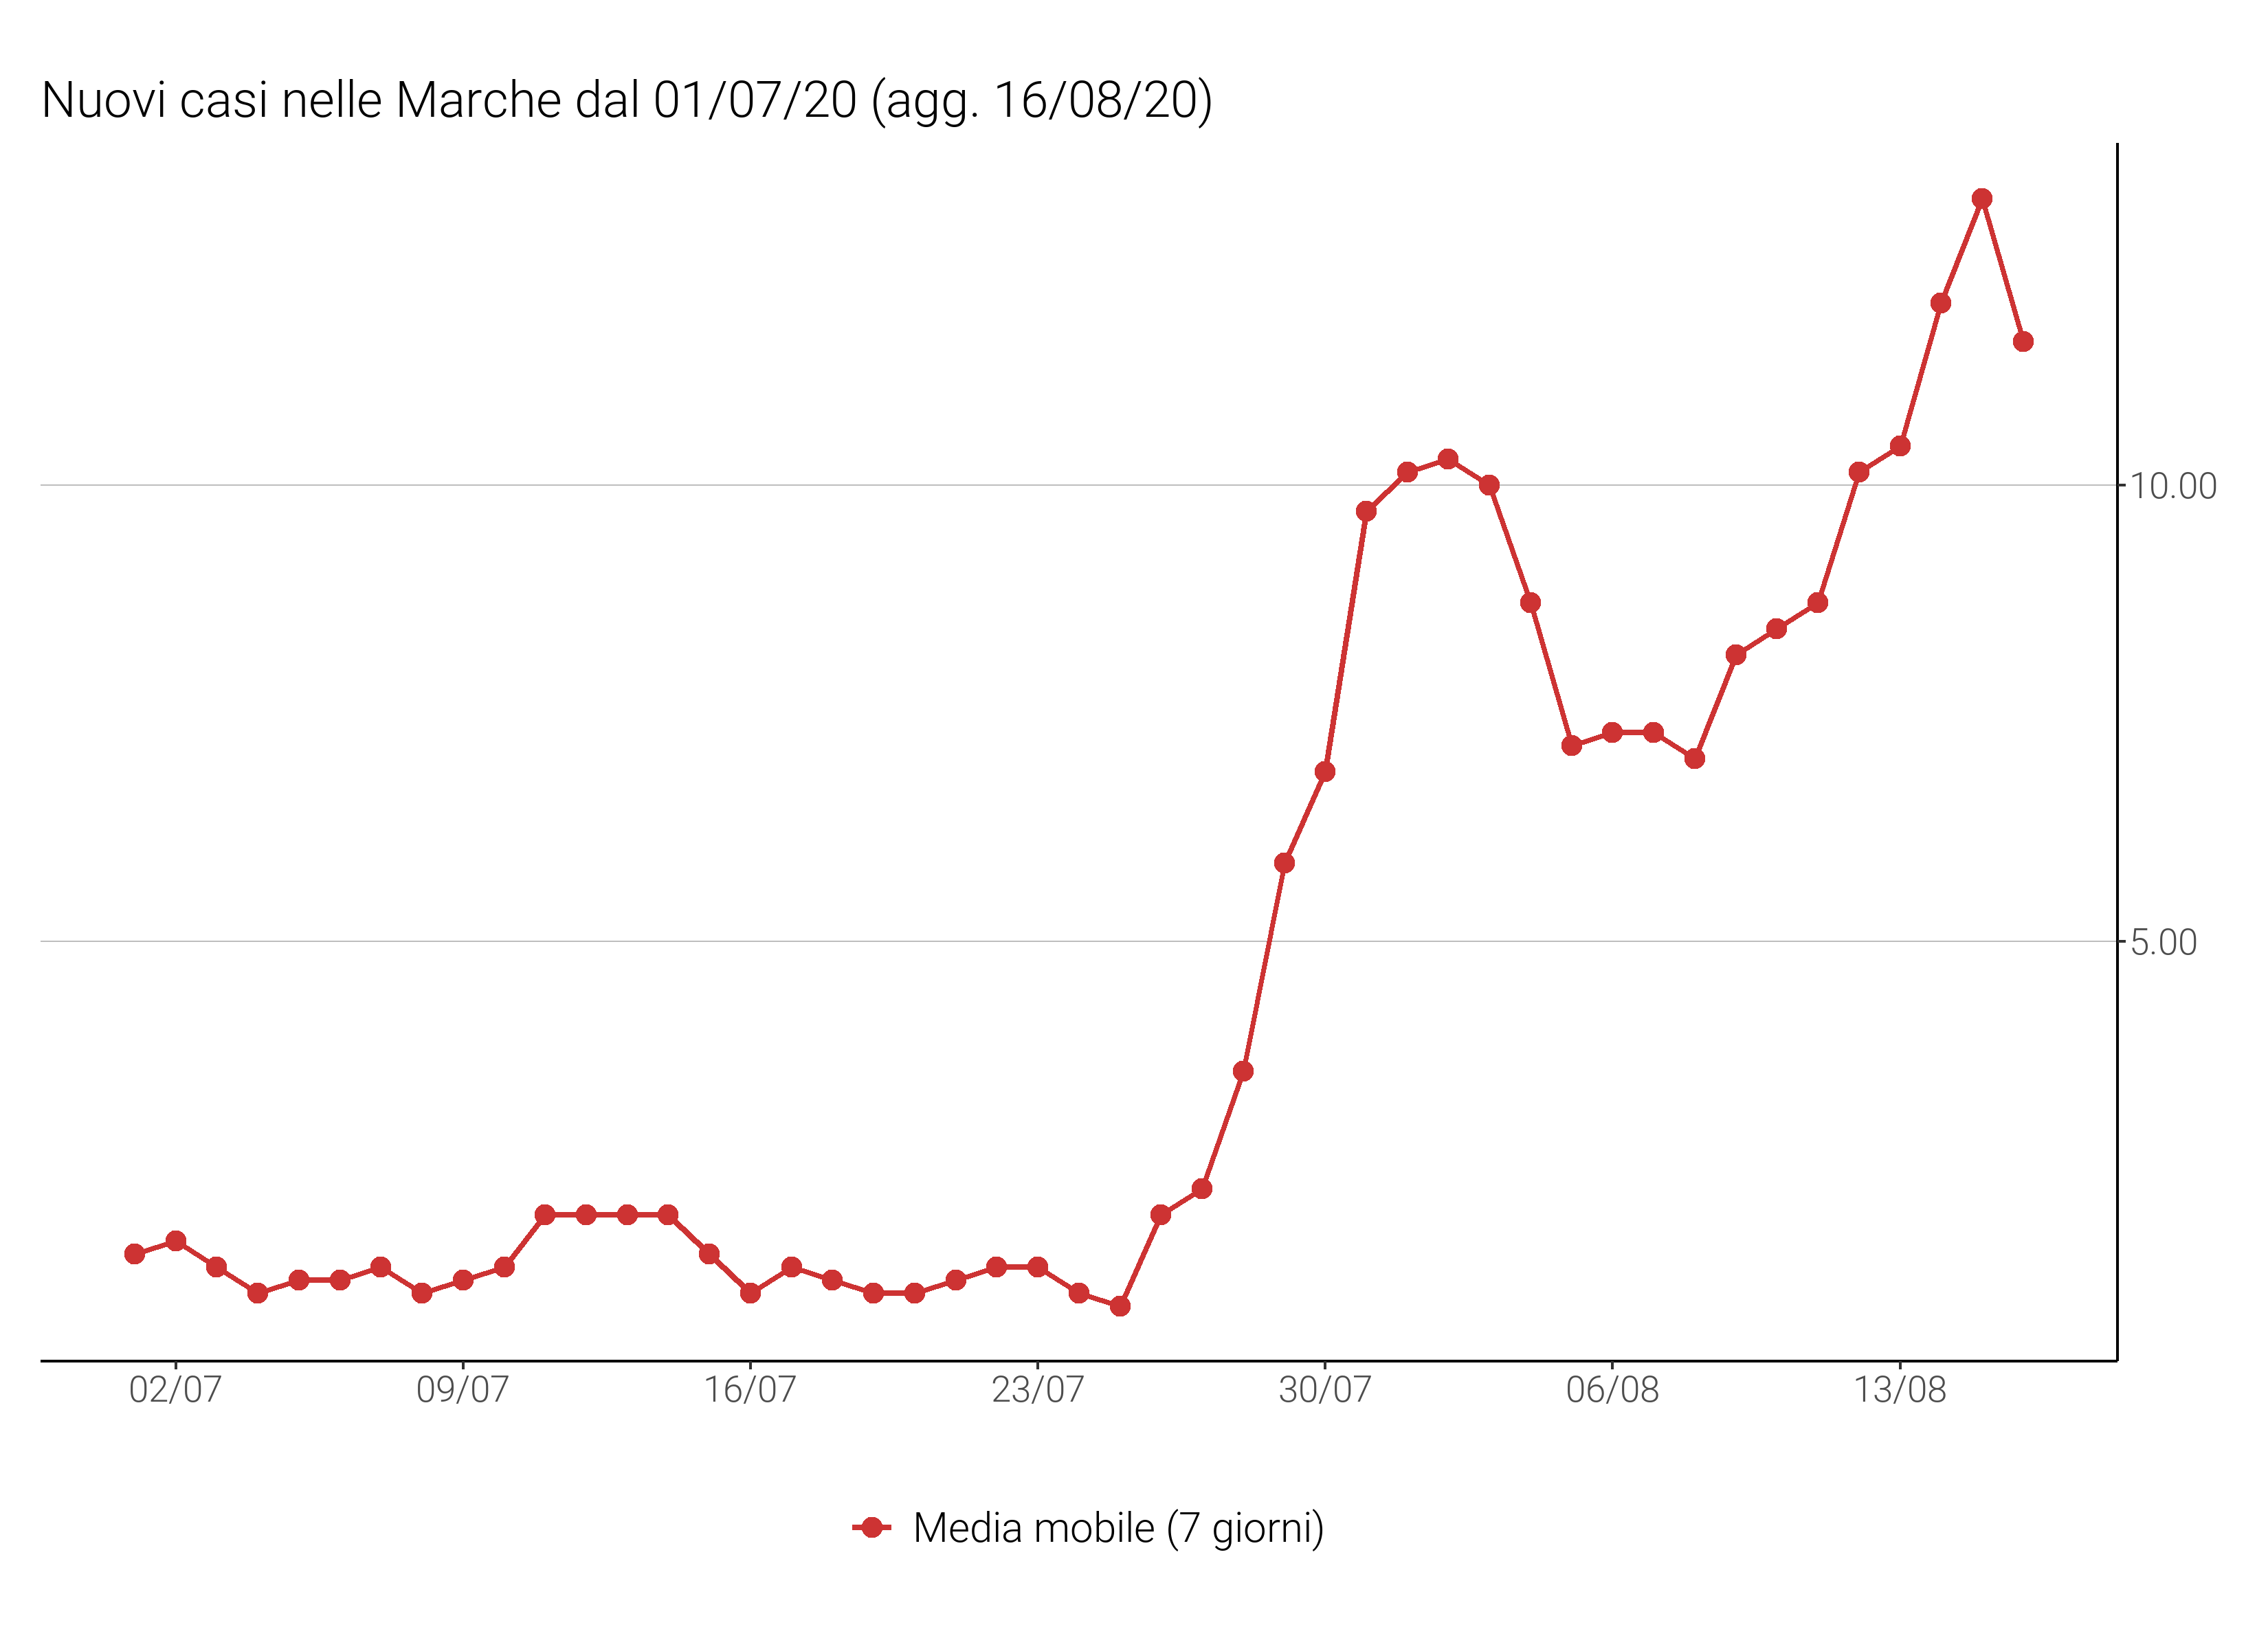 Nuovi casi nelle Marche dal 01/07/20 (agg. 16/08/20)
10.00
5.00
02/07 09/07 16/07 23/07 30/07 06/08 13/08
Media mobile (7 giorni)